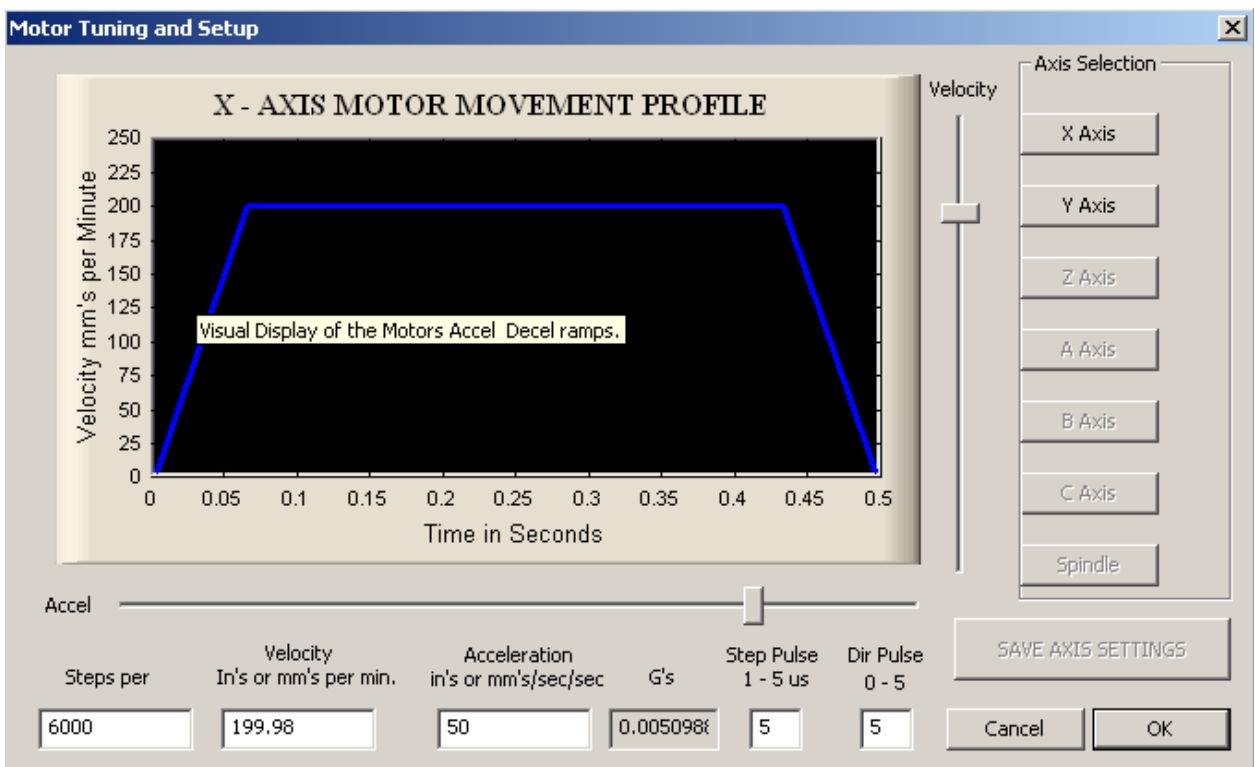 Motor Tuning and Setup
X - AXIS MOTOR MOVEMENT PROFILE
Velocity mm's per Minute
250
225
200
175
150
125
100
75
50
25
0
Visual Display of the Motors Accel Decel ramps.
0 0.05 0.1 0.15 0.2 0.25 0.3 0.35 0.4 0.45 0.5
Time in Seconds
Velocity
Axis Selection
X Axis
Y Axis
Z Axis
A Axis
B Axis
C Axis
Spindle
Accel
Steps per
6000
Velocity
In's or mm's per min.
199.98
Acceleration
in's or mm's/sec/sec
50
G's
0.005098
Step Pulse
1 - 5 us
5
Dir Pulse
0 - 5
5
SAVE AXIS SETTINGS
Cancel
OK